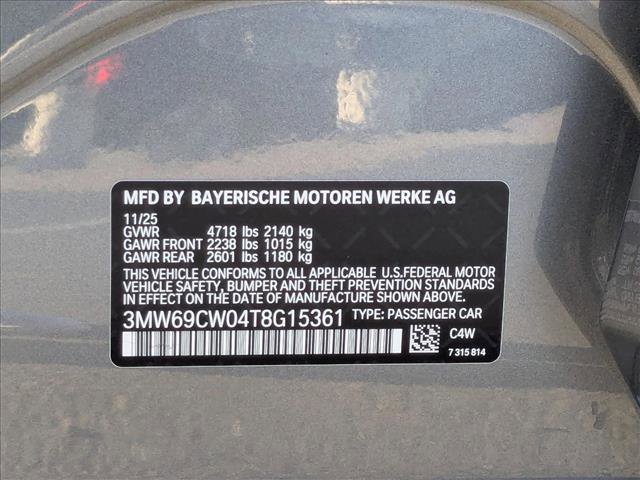 MFD BY BAYERISCHE MOTOREN WERKE AG
11/25
GVWR 4718 lbs 2140 kg
GAWR FRONT 2238 lbs 1015 kg
GAWR REAR 2601 lbs 1180 kg
THIS VEHICLE CONFORMS TO ALL APPLICABLE U.S.FEDERAL MOTOR
VEHICLE SAFETY, BUMPER AND THEFT PREVENTION STANDARDS
IN EFFECT ON THE DATE OF MANUFACTURE SHOWN ABOVE.
3MW69CW04T8G15361 TYPE: PASSENGER CAR
C4W
7 315 814